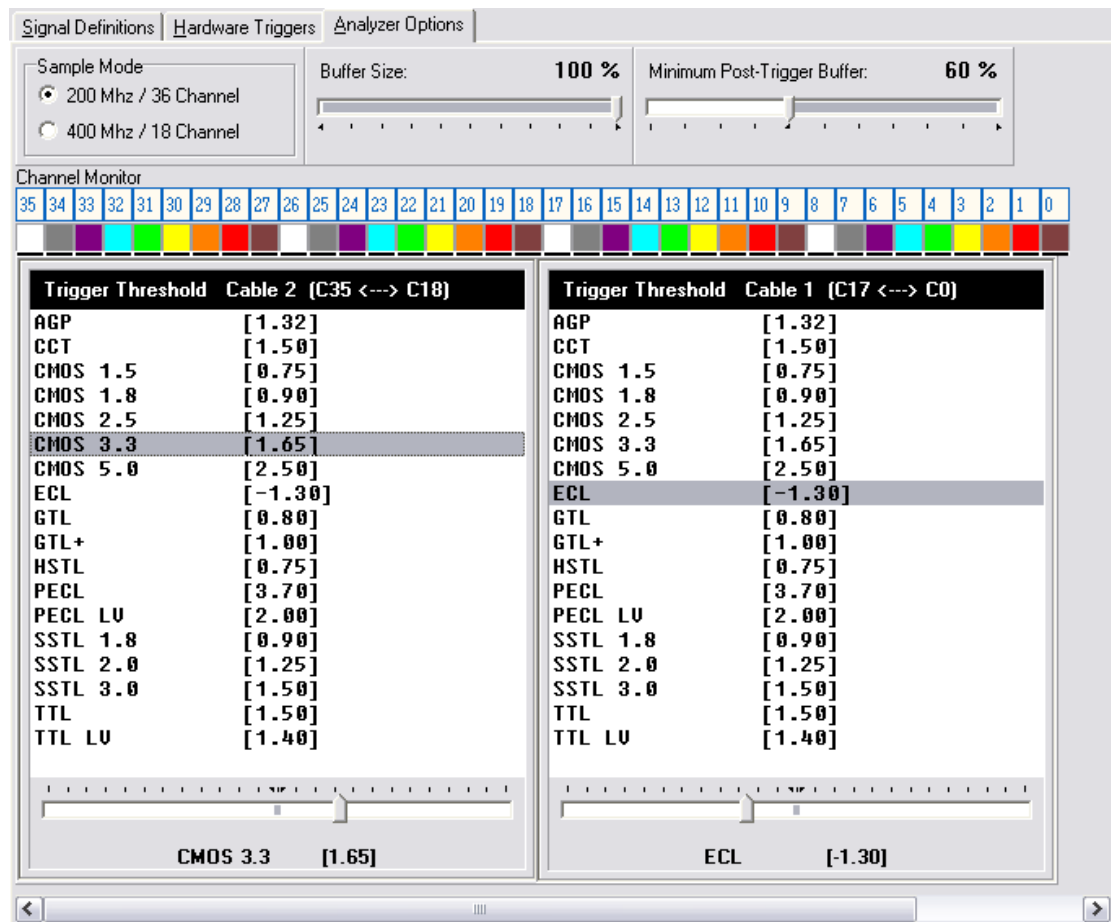 Signal Definitions Hardware Triggers Analyzer Options
Sample Mode Buffer Size: 100 % Minimum Post-Trigger Buffer: 60 %
200 Mhz / 36 Channel
400 Mhz / 18 Channel
Channel Monitor
35 34 33 32 31 30 29 28 27 26 25 24 23 22 21 20 19 18 17 16 15 14 13 12 11 10 9 8 7 6 5 4 3 2 1 0
Trigger Threshold Cable 2 (C35 <---> C18)
AGP [1.32]
CCT [1.50]
CMOS 1.5 [0.75]
CMOS 1.8 [0.90]
CMOS 2.5 [1.25]
CMOS 3.3 [1.65]
CMOS 5.0 [2.50]
ECL [-1.30]
GTL [0.80]
GTL+ [1.00]
HSTL [0.75]
PECL [3.70]
PECL LV [2.00]
SSTL 1.8 [0.90]
SSTL 2.0 [1.25]
SSTL 3.0 [1.50]
TTL [1.50]
TTL LV [1.40]
CMOS 3.3 [1.65]
Trigger Threshold Cable 1 (C17 <---> C0)
AGP [1.32]
CCT [1.50]
CMOS 1.5 [0.75]
CMOS 1.8 [0.90]
CMOS 2.5 [1.25]
CMOS 3.3 [1.65]
CMOS 5.0 [2.50]
ECL [-1.30]
GTL [0.80]
GTL+ [1.00]
HSTL [0.75]
PECL [3.70]
PECL LV [2.00]
SSTL 1.8 [0.90]
SSTL 2.0 [1.25]
SSTL 3.0 [1.50]
TTL [1.50]
TTL LV [1.40]
ECL [-1.30]